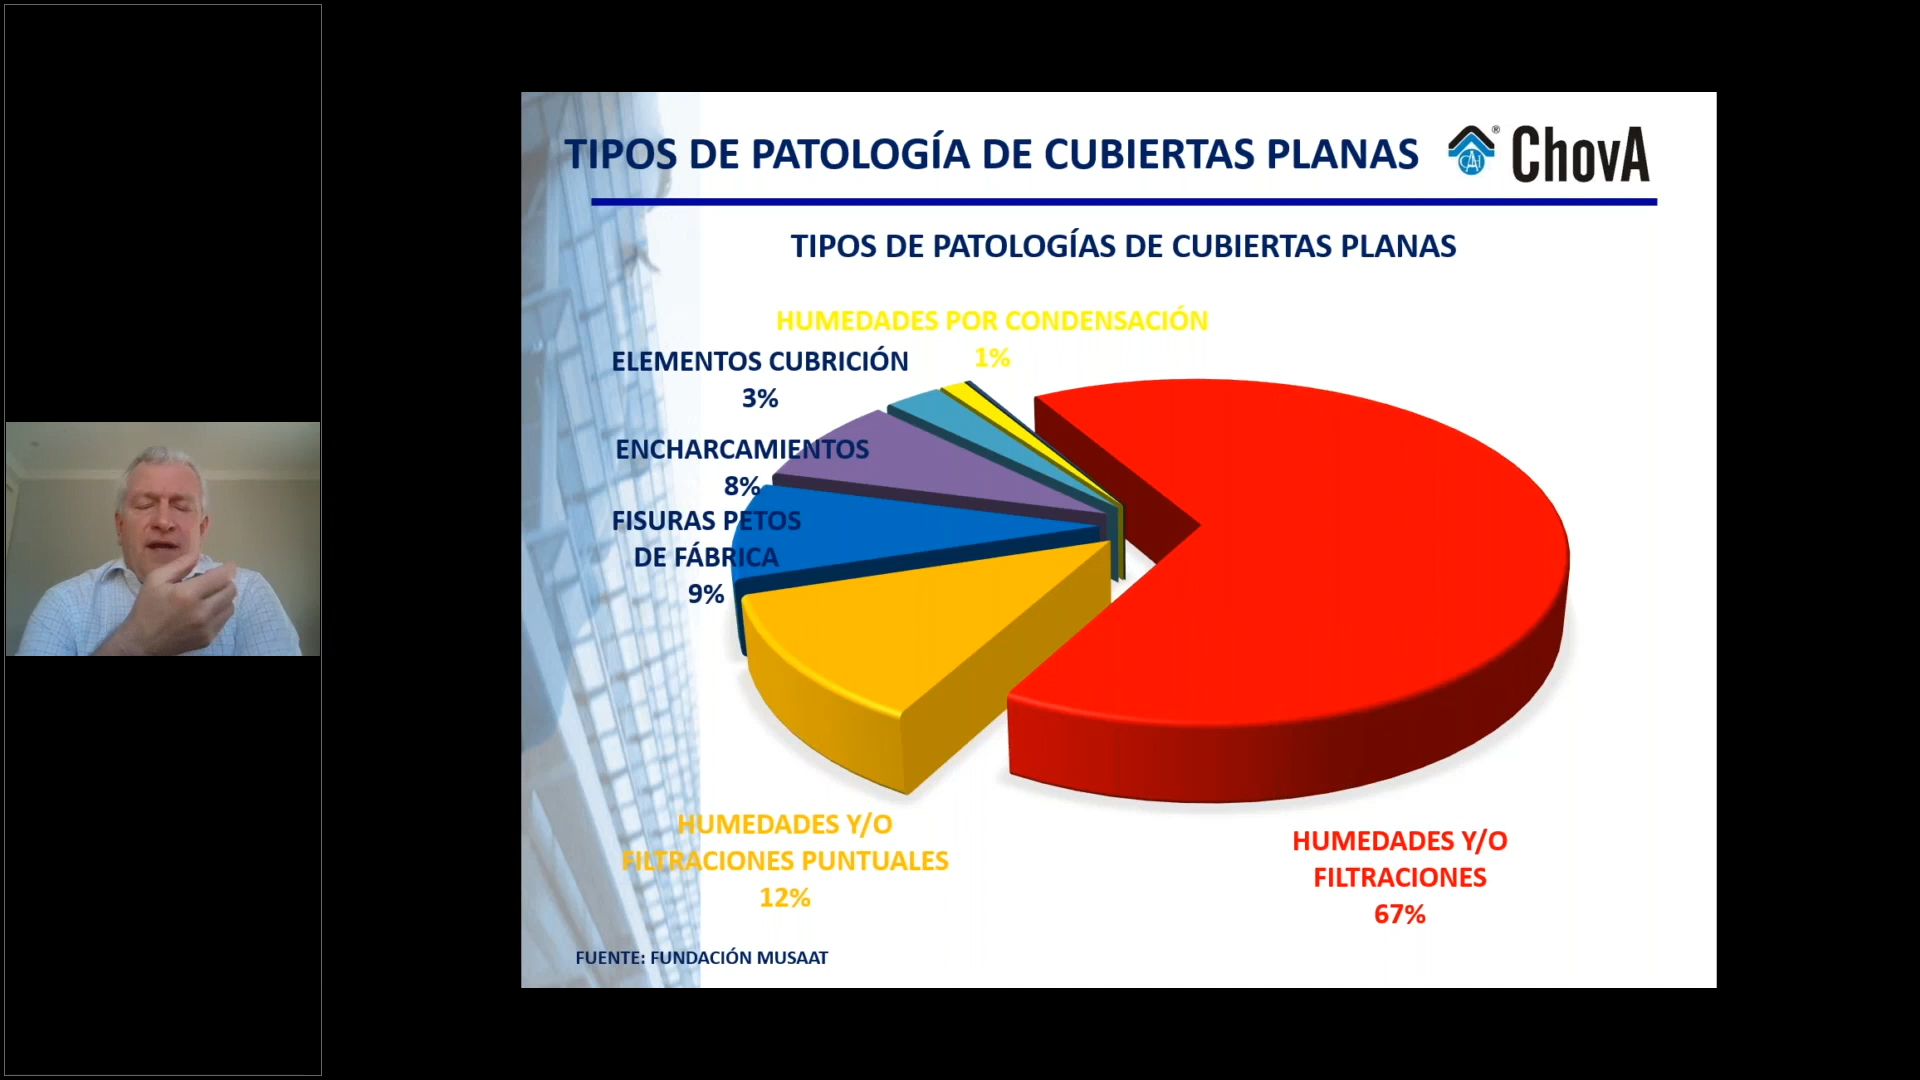 TIPOS DE PATOLOGÍA DE CUBIERTAS PLANAS
CAH
®
ChovA
TIPOS DE PATOLOGÍAS DE CUBIERTAS PLANAS
HUMEDADES POR CONDENSACIÓN
1%
ELEMENTOS CUBRICIÓN
3%
ENCHARCAMIENTOS
8%
FISURAS PETOS
DE FÁBRICA
9%
HUMEDADES Y/O
FILTRACIONES PUNTUALES
12%
HUMEDADES Y/O
FILTRACIONES
67%
FUENTE: FUNDACIÓN MUSAAT